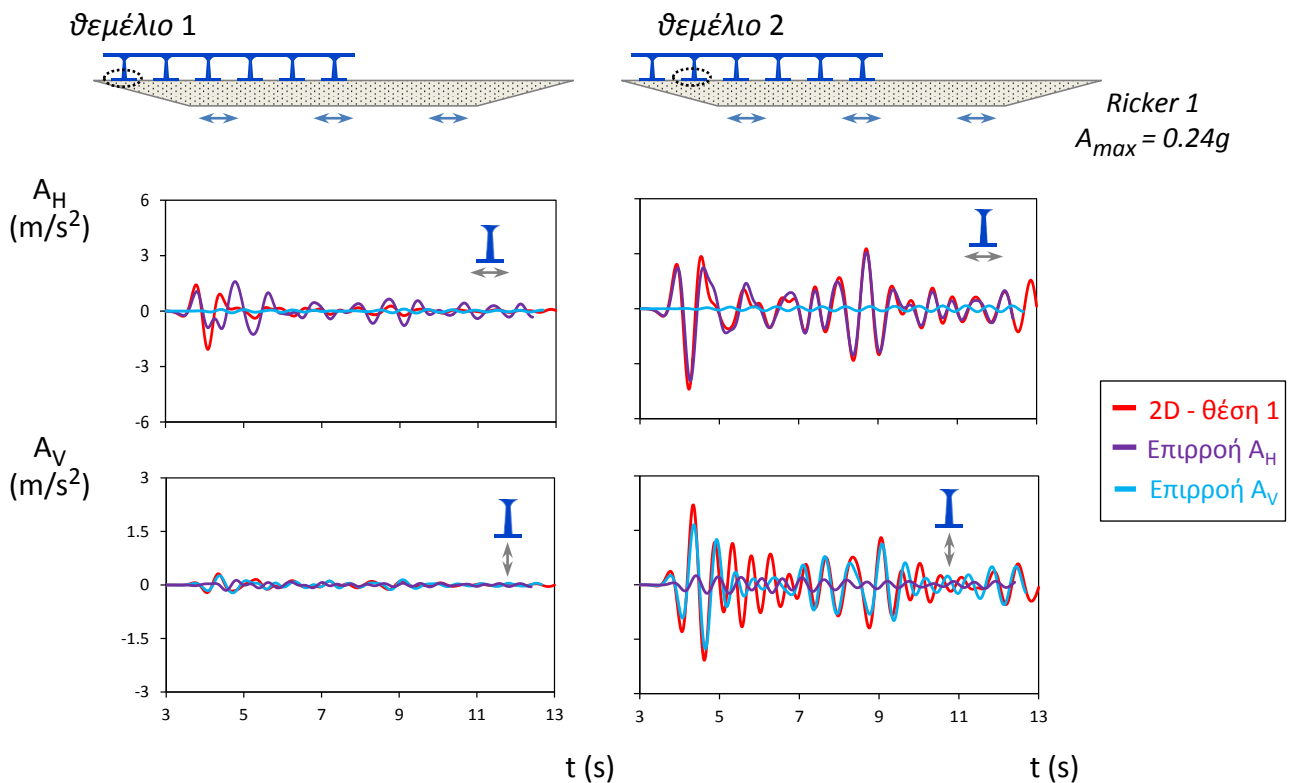 θεμέλιο 1
θεμέλιο 2
Ricker 1
Amax = 0.24g
AH
(m/s2)
6
3
0
-3
-6
AV
(m/s2)
3
1.5
0
-1.5
-3
3 5 7 9 11 13
3 5 7 9 11 13
t (s)
t (s)
2D - θέση 1
Επιρροή AH
Επιρροή AV